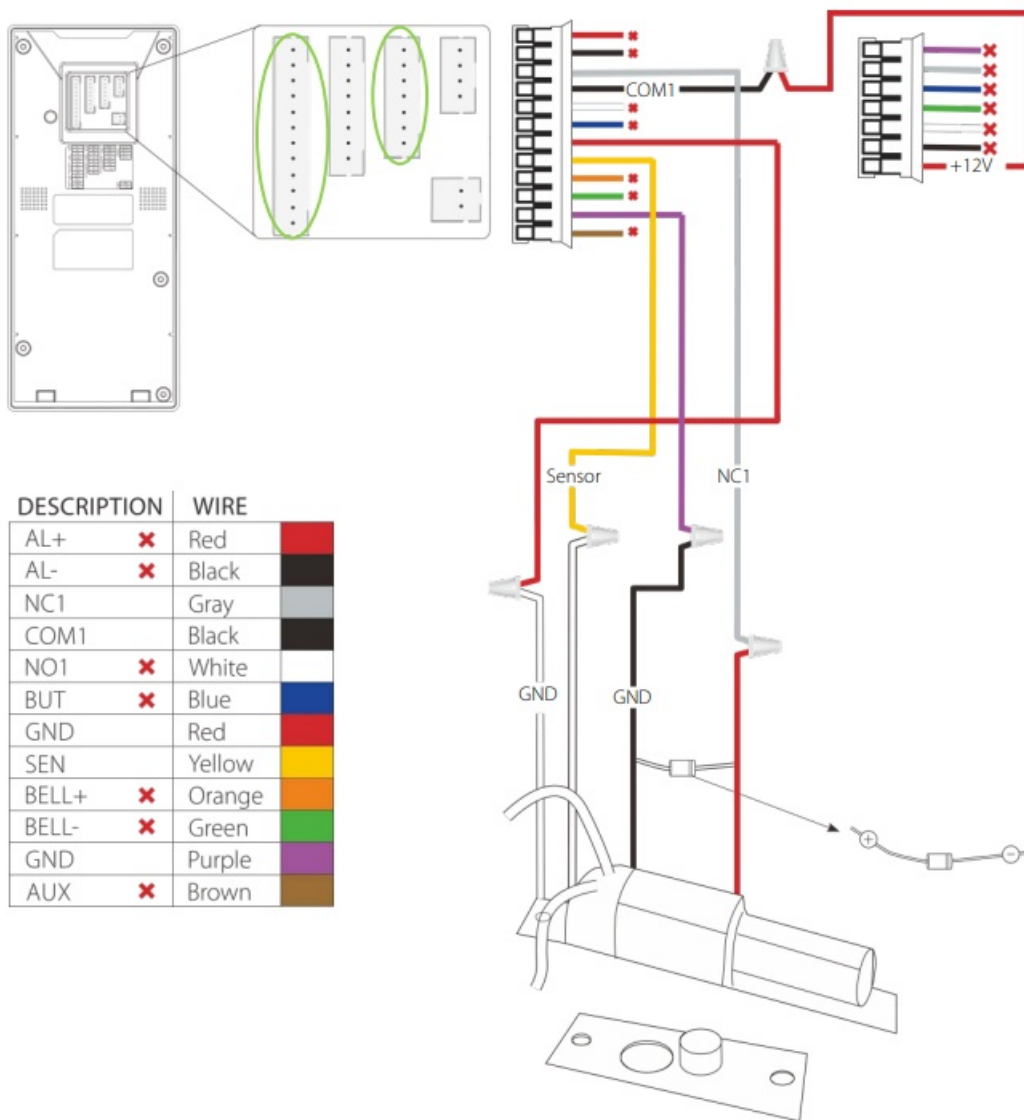 COM1
+12V
Sensor
NC1
GND
GND
DESCRIPTION WIRE
AL+ Red
AL- Black
NC1 Gray
COM1 Black
NO1 White
BUT Blue
GND Red
SEN Yellow
BELL+ Orange
BELL- Green
GND Purple
AUX Brown